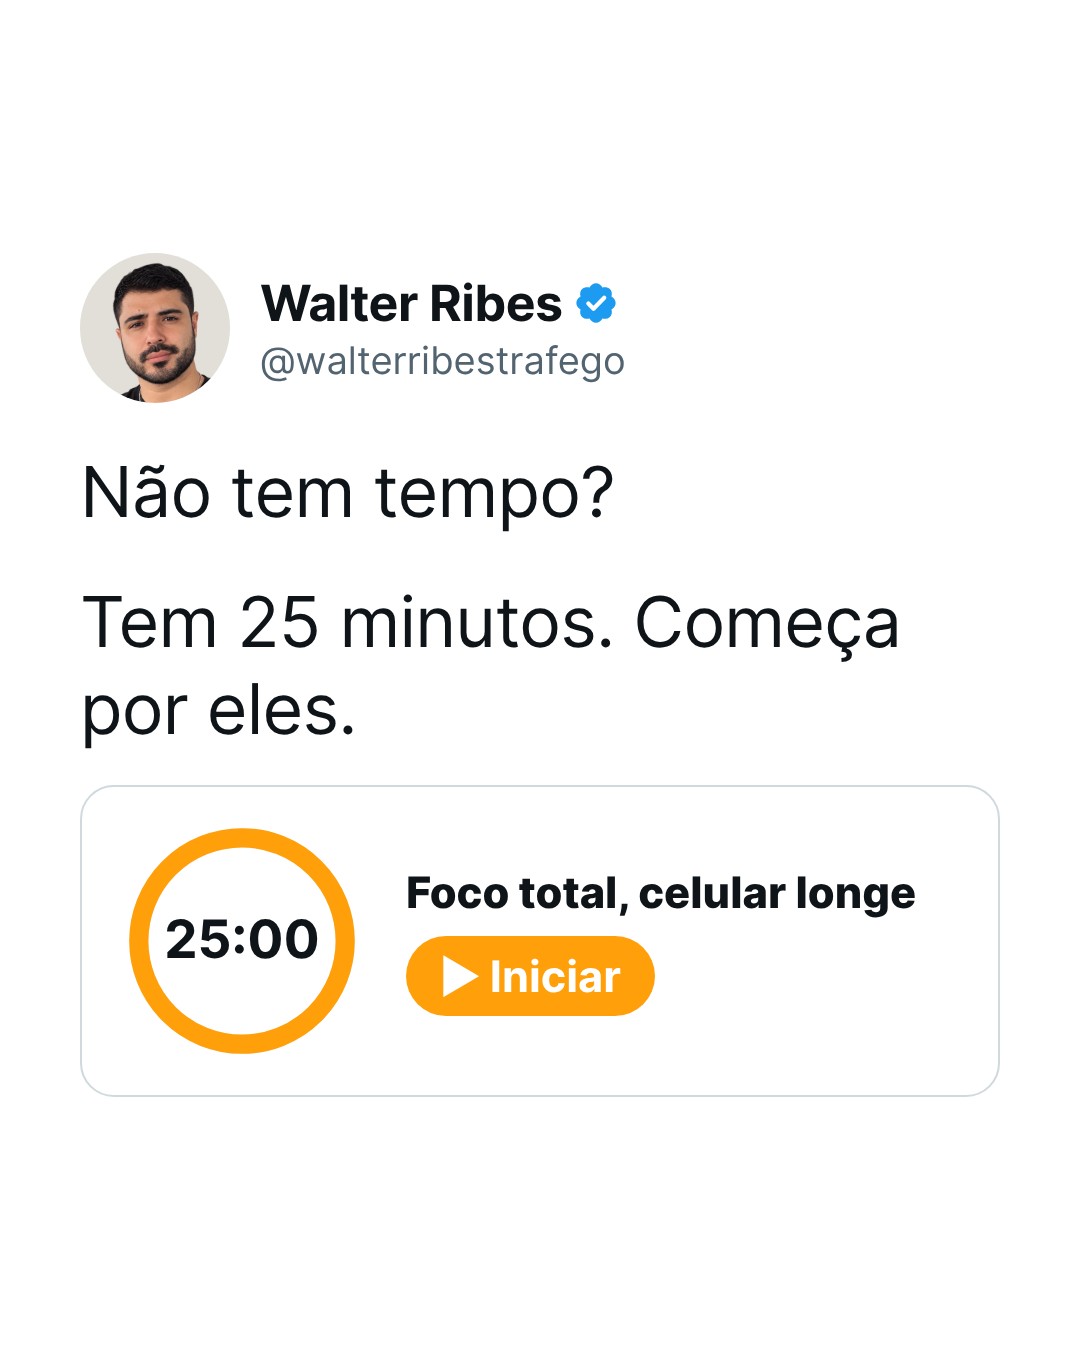 Walter Ribes
@walterribestrafego
Não tem tempo?
Tem 25 minutos. Começa
por eles.
25:00
Foco total, celular longe
Iniciar